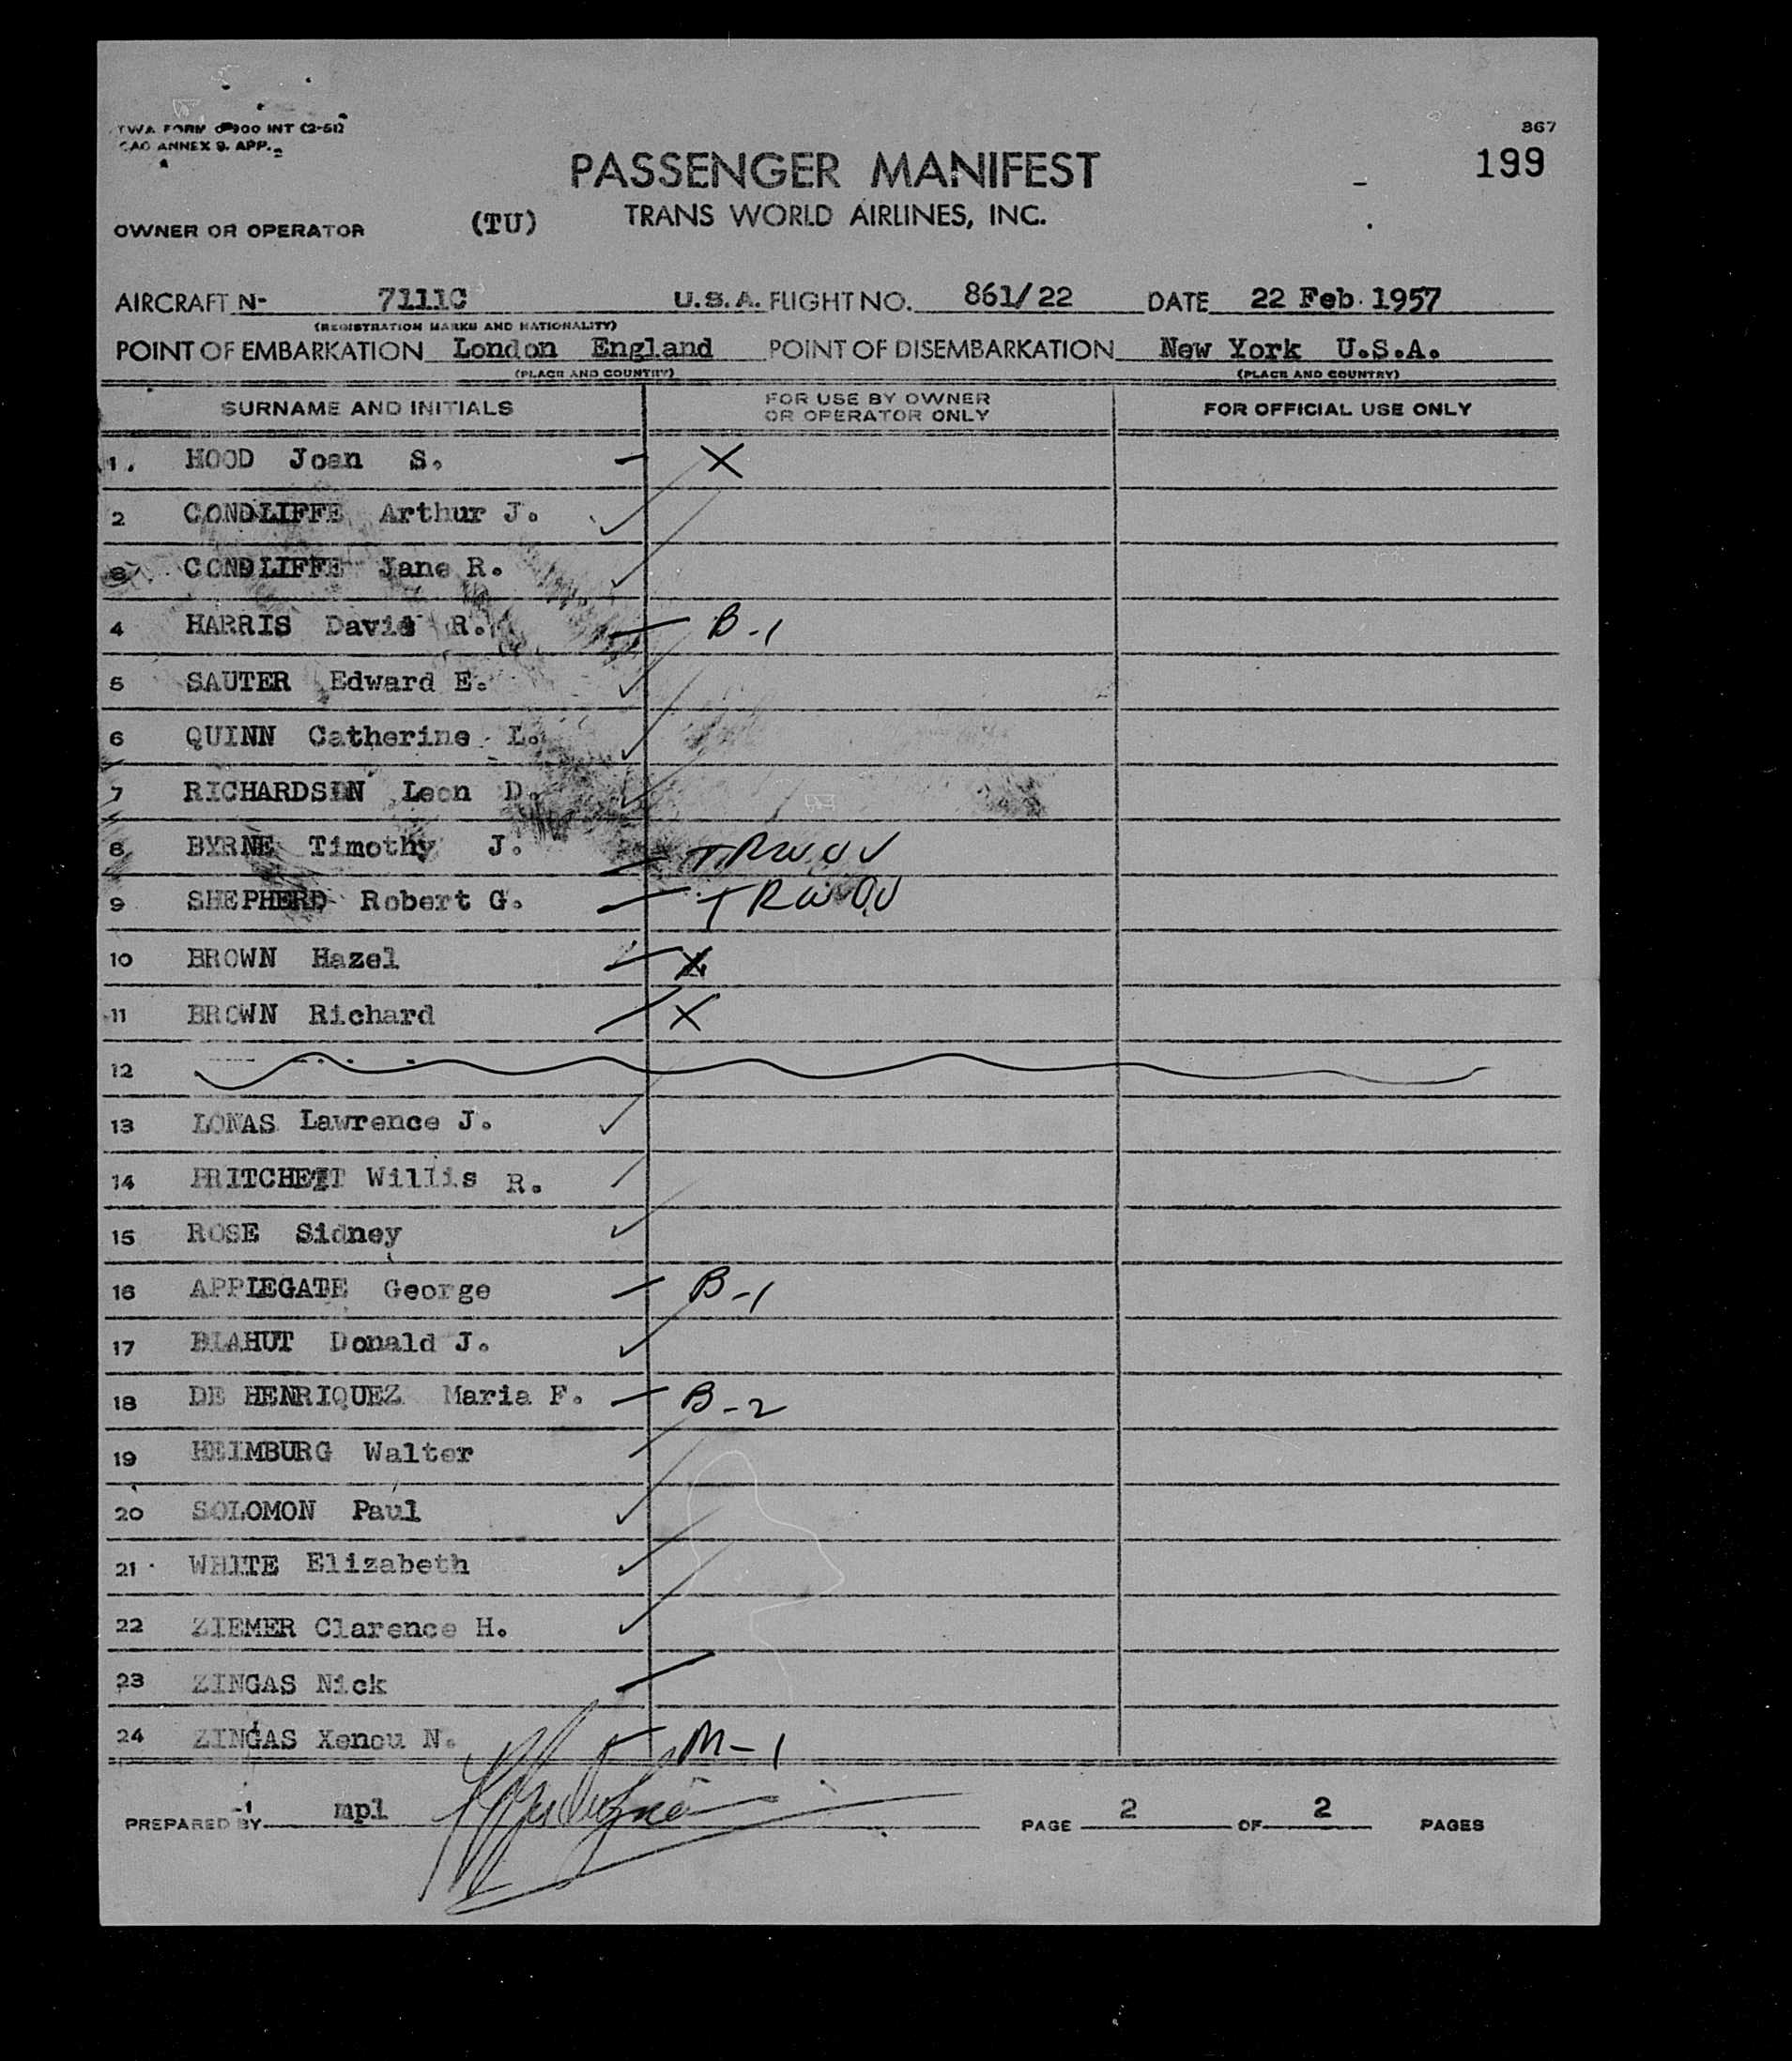 TWA FORM O-900 INT (2-51)
CAO ANNEX 9. APP.
867
199
PASSENGER MANIFEST
OWNER OR OPERATOR (TU) TRANS WORLD AIRLINES, INC.
AIRCRAFT N- 7111C U.S.A. FLIGHT NO. 861/22 DATE 22 Feb. 1957
(REGISTRATION MARKS AND NATIONALITY)
POINT OF EMBARKATION London England POINT OF DISEMBARKATION New York U.S.A.
(PLACE AND COUNTRY) (PLACE AND COUNTRY)
SURNAME AND INITIALS FOR USE BY OWNER OR OPERATOR ONLY FOR OFFICIAL USE ONLY
1. HOOD Joan S. X
2 CONDLIFFE Arthur J.
3 CONDLIFFE Jane R.
4 HARRIS David R. B-1
5 SAUTER Edward E.
6 QUINN Catherine L.
7 RICHARDSON Leon D.
8 BYRNE Timothy J. TRWOV
9 SHEPHERD Robert G. TRWOV
10 BROWN Hazel X
11 BROWN Richard X
12
13 LONAS Lawrence J.
14 PRITCHETT Willis R.
15 ROSE Sidney
16 APPLEGATE George B-1
17 BLAHUT Donald J.
18 DE HENRIQUEZ Maria F. B-2
19 HEIMBURG Walter
20 SOLOMON Paul
21 WHITE Elizabeth
22 ZIEMER Clarence H.
23 ZINGAS Nick
24 ZINGAS Xenou N. M-1
PREPARED BY -1 mpl PAGE 2 OF 2 PAGES